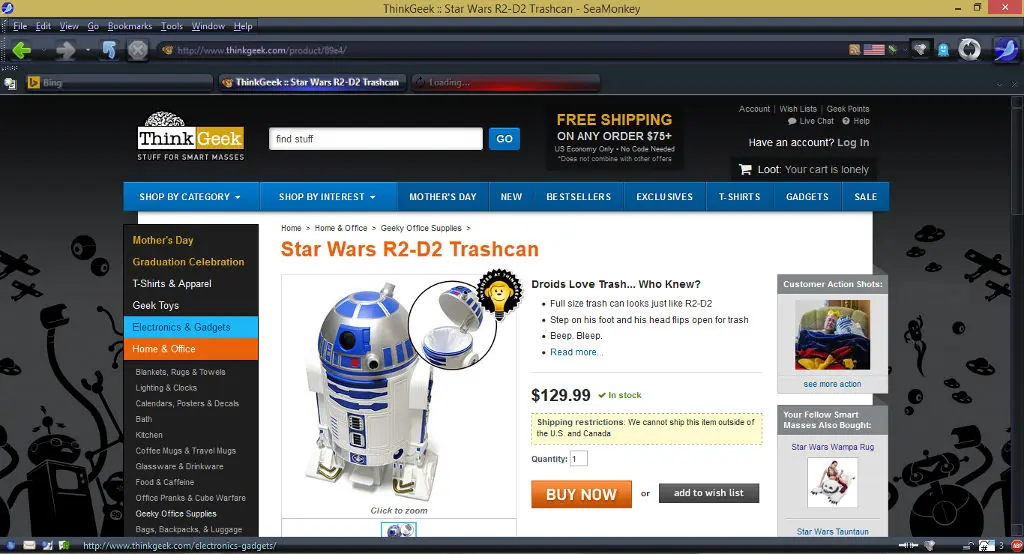 ThinkGeek :: Star Wars R2-D2 Trashcan - SeaMonkey
File Edit View Go Bookmarks Tools Window Help
http://www.thinkgeek.com/product/89e4/
Bing
ThinkGeek :: Star Wars R2-D2 Trashcan
Loading...
Think Geek
STUFF FOR SMART MASSES
find stuff
GO
FREE SHIPPING
ON ANY ORDER $75+
US Economy Only • No Code Needed
*Does not combine with other offers
Account | Wish Lists | Geek Points
Live Chat ? Help
Have an account? Log In
Loot: Your cart is lonely
SHOP BY CATEGORY
SHOP BY INTEREST
MOTHER'S DAY
NEW
BESTSELLERS
EXCLUSIVES
T-SHIRTS
GADGETS
SALE
Mother's Day
Graduation Celebration
T-Shirts & Apparel
Geek Toys
Electronics & Gadgets
Home & Office
Blankets, Rugs & Towels
Lighting & Clocks
Calendars, Posters & Decals
Bath
Kitchen
Coffee Mugs & Travel Mugs
Glassware & Drinkware
Food & Caffeine
Office Pranks & Cube Warfare
Geeky Office Supplies
Bags, Backpacks, & Luggage
Home > Home & Office > Geeky Office Supplies >
Star Wars R2-D2 Trashcan
Click to zoom
Droids Love Trash... Who Knew?
• Full size trash can looks just like R2-D2
• Step on his foot and his head flips open for trash
• Beep. Bleep.
• Read more...
$129.99 ✓ In stock
Shipping restrictions: We cannot ship this item outside of
the U.S. and Canada
Quantity: 1
BUY NOW
or
add to wish list
Customer Action Shots:
see more action
Your Fellow Smart
Masses Also Bought:
Star Wars Wampa Rug
Star Wars Tauntaun
http://www.thinkgeek.com/electronics-gadgets/
3
ABP